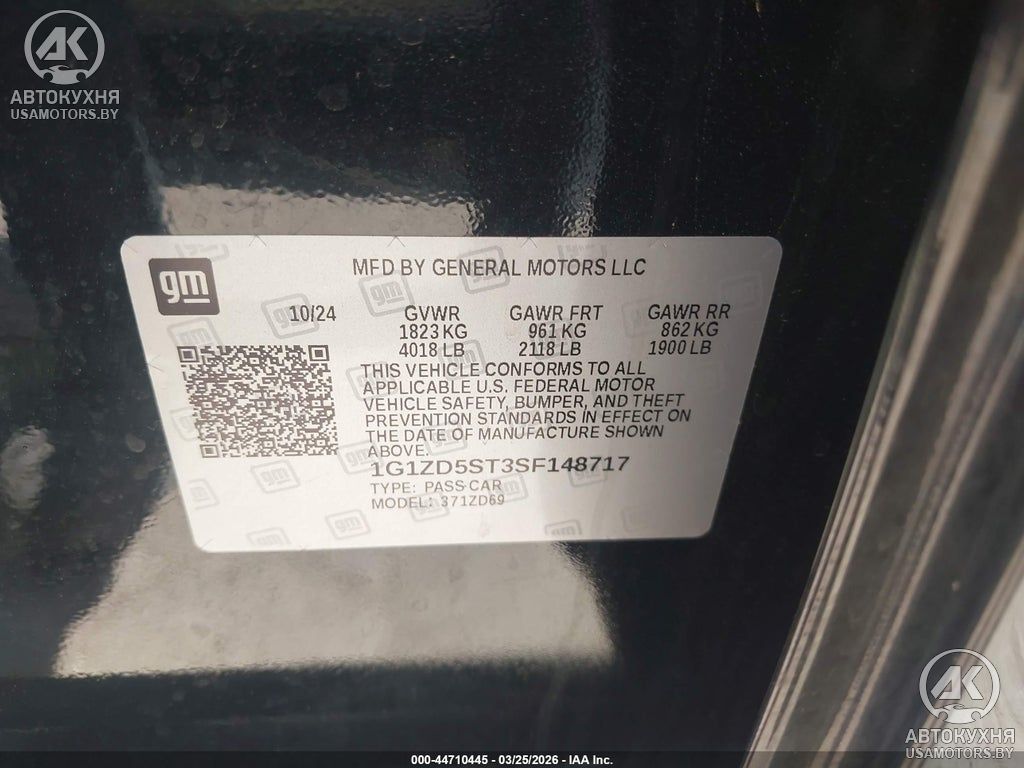 AK
АВТОКУХНЯ
USAMOTORS.BY
gm
MFD BY GENERAL MOTORS LLC
10/24 GVWR GAWR FRT GAWR RR
1823 KG 961 KG 862 KG
4018 LB 2118 LB 1900 LB
THIS VEHICLE CONFORMS TO ALL
APPLICABLE U.S. FEDERAL MOTOR
VEHICLE SAFETY, BUMPER, AND THEFT
PREVENTION STANDARDS IN EFFECT ON
THE DATE OF MANUFACTURE SHOWN
ABOVE.
1G1ZD5ST3SF148717
TYPE: PASS CAR
MODEL: 371ZD69
AK
АВТОКУХНЯ
USAMOTORS.BY
000-44710445 - 03/25/2026 - IAA Inc.